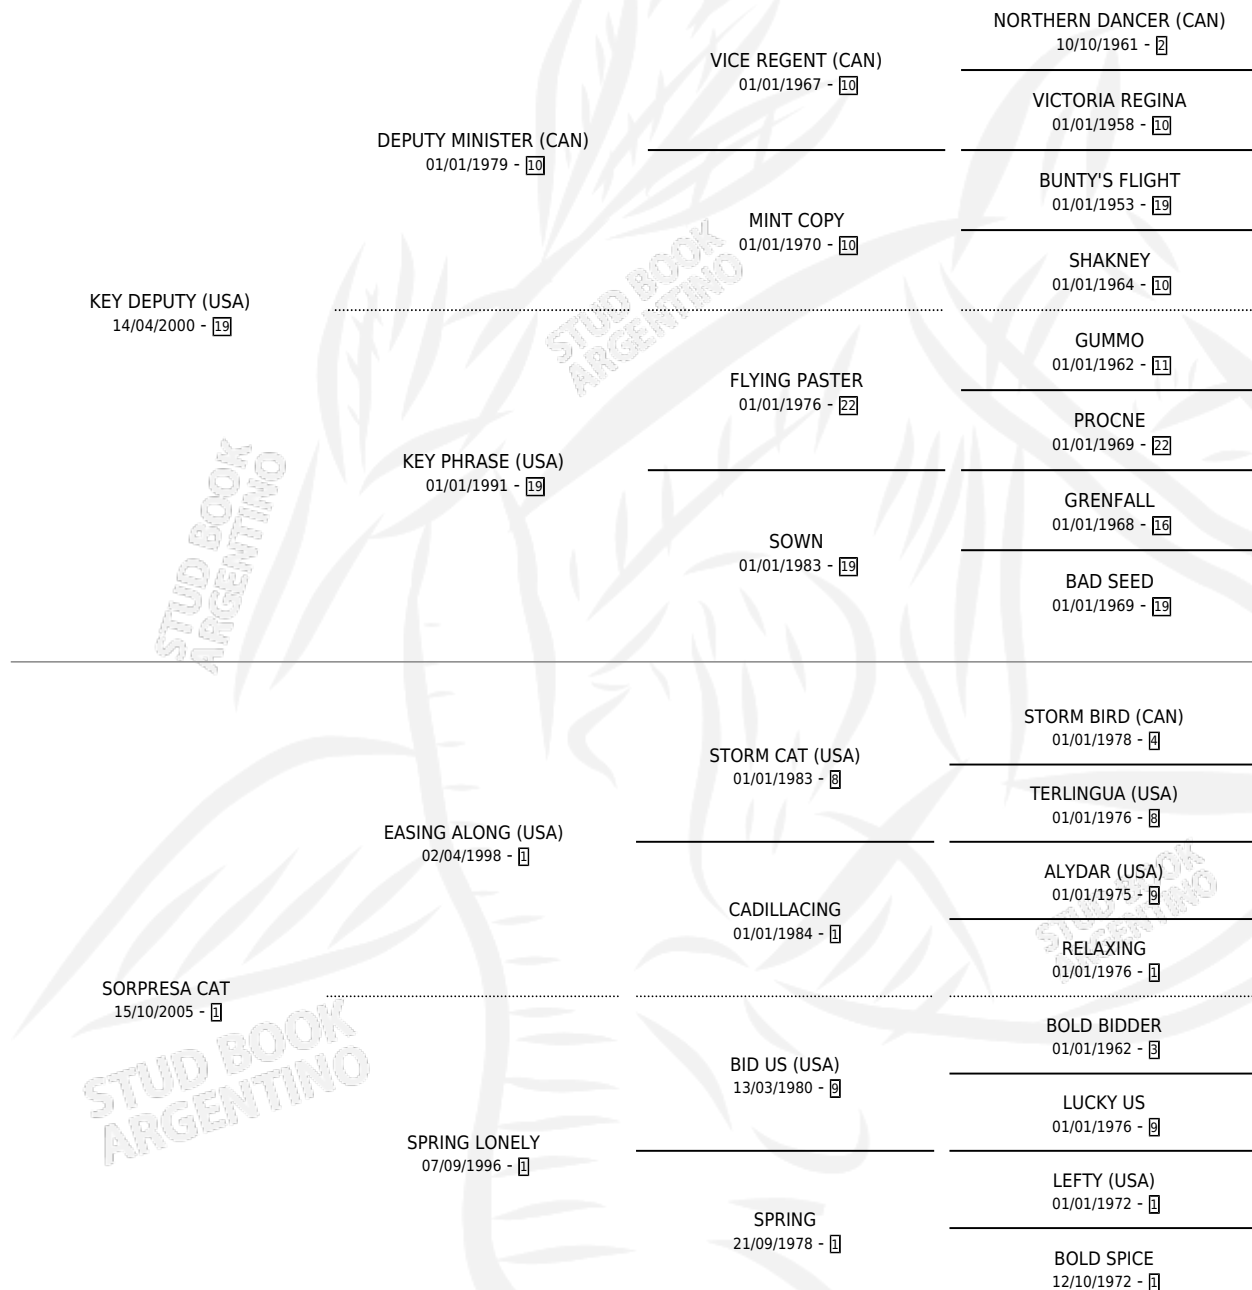 NORTHERN DANCER (CAN)
10/10/1961 - 2
VICE REGENT (CAN)
01/01/1967 - 10
VICTORIA REGINA
01/01/1958 - 10
DEPUTY MINISTER (CAN)
01/01/1979 - 10
BUNTY'S FLIGHT
01/01/1953 - 19
MINT COPY
01/01/1970 - 10
SHAKNEY
01/01/1964 - 10
KEY DEPUTY (USA)
14/04/2000 - 19
GUMMO
01/01/1962 - 11
FLYING PASTER
01/01/1976 - 22
PROCNE
01/01/1969 - 22
KEY PHRASE (USA)
01/01/1991 - 19
GRENFALL
01/01/1968 - 16
SOWN
01/01/1983 - 19
BAD SEED
01/01/1969 - 19
STORM BIRD (CAN)
01/01/1978 - 4
STORM CAT (USA)
01/01/1983 - 8
TERLINGUA (USA)
01/01/1976 - 8
EASING ALONG (USA)
02/04/1998 - 1
ALYDAR (USA)
01/01/1975 - 9
CADILLACING
01/01/1984 - 1
RELAXING
01/01/1976 - 1
SORPRESA CAT
15/10/2005 - 1
BOLD BIDDER
01/01/1962 - 3
BID US (USA)
13/03/1980 - 9
LUCKY US
01/01/1976 - 9
SPRING LONELY
07/09/1996 - 1
LEFTY (USA)
01/01/1972 - 1
SPRING
21/09/1978 - 1
BOLD SPICE
12/10/1972 - 1
STUD BOOK
ARGENTINO
STUD BOOK
ARGENTINO
STUD BOOK
ARGENTINO
STUD BOOK
ARGENTINO